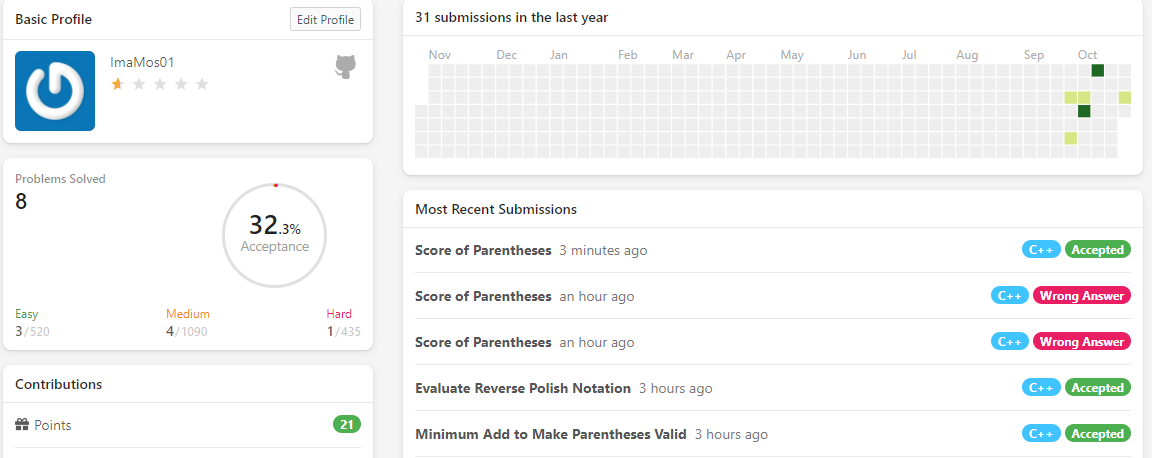 Basic Profile
Edit Profile
ImaMos01
Problems Solved
8
32.3%
Acceptance
Easy
3/520
Medium
4/1090
Hard
1/435
Contributions
Points
21
31 submissions in the last year
Nov Dec Jan Feb Mar Apr May Jun Jul Aug Sep Oct
Most Recent Submissions
Score of Parentheses 3 minutes ago C++ Accepted
Score of Parentheses an hour ago C++ Wrong Answer
Score of Parentheses an hour ago C++ Wrong Answer
Evaluate Reverse Polish Notation 3 hours ago C++ Accepted
Minimum Add to Make Parentheses Valid 3 hours ago C++ Accepted